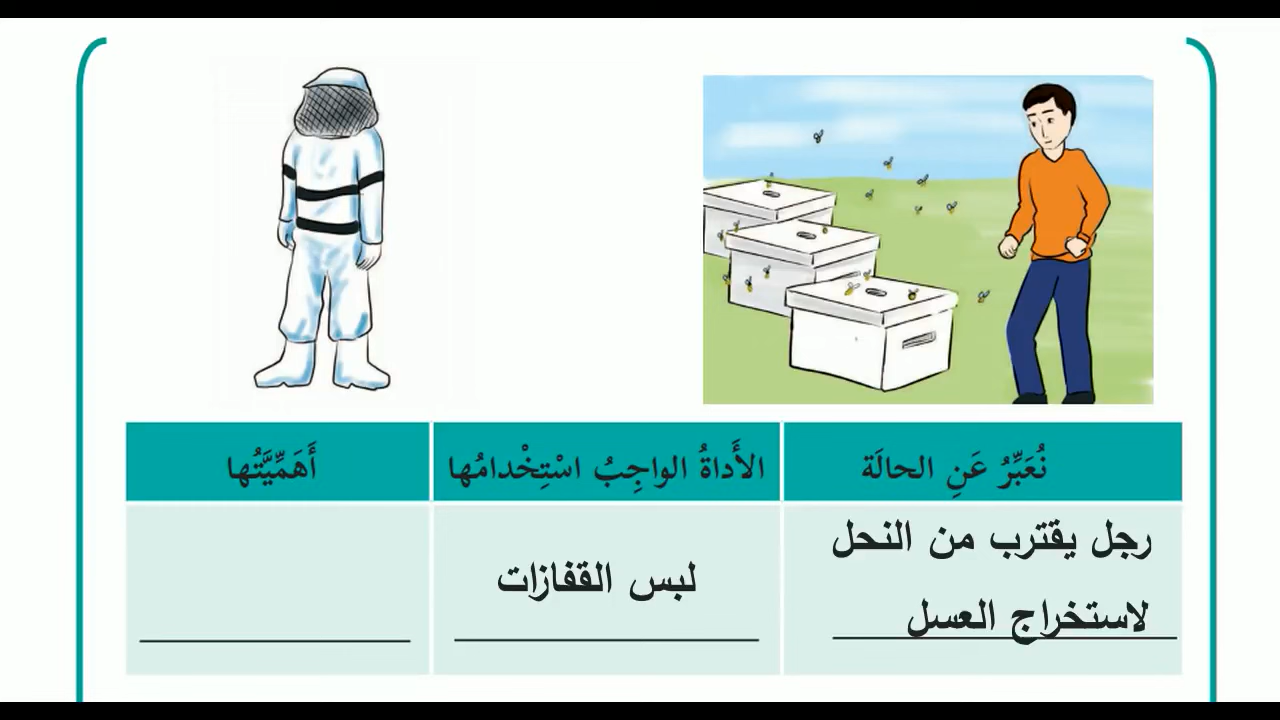 نُعَبِّرُ عَنِ الحالَة
الأَداةُ الواجِبُ اسْتِخْدامُها
أَهَمِّيَّتُها
رجل يقترب من النحل
لاستخراج العسل
لبس القفازات